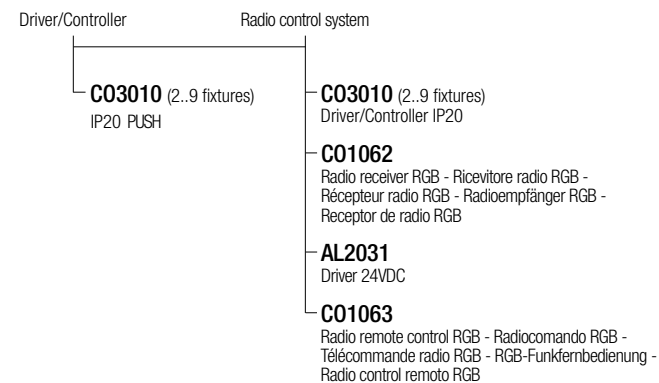 Driver/Controller
Radio control system
CO3010 (2..9 fixtures)
IP20 PUSH
CO3010 (2..9 fixtures)
Driver/Controller IP20
CO1062
Radio receiver RGB - Ricevitore radio RGB -
Récepteur radio RGB - Radioempfänger RGB -
Receptor de radio RGB
AL2031
Driver 24VDC
CO1063
Radio remote control RGB - Radiocomando RGB -
Télécommande radio RGB - RGB-Funkfernbedienung -
Radio control remoto RGB